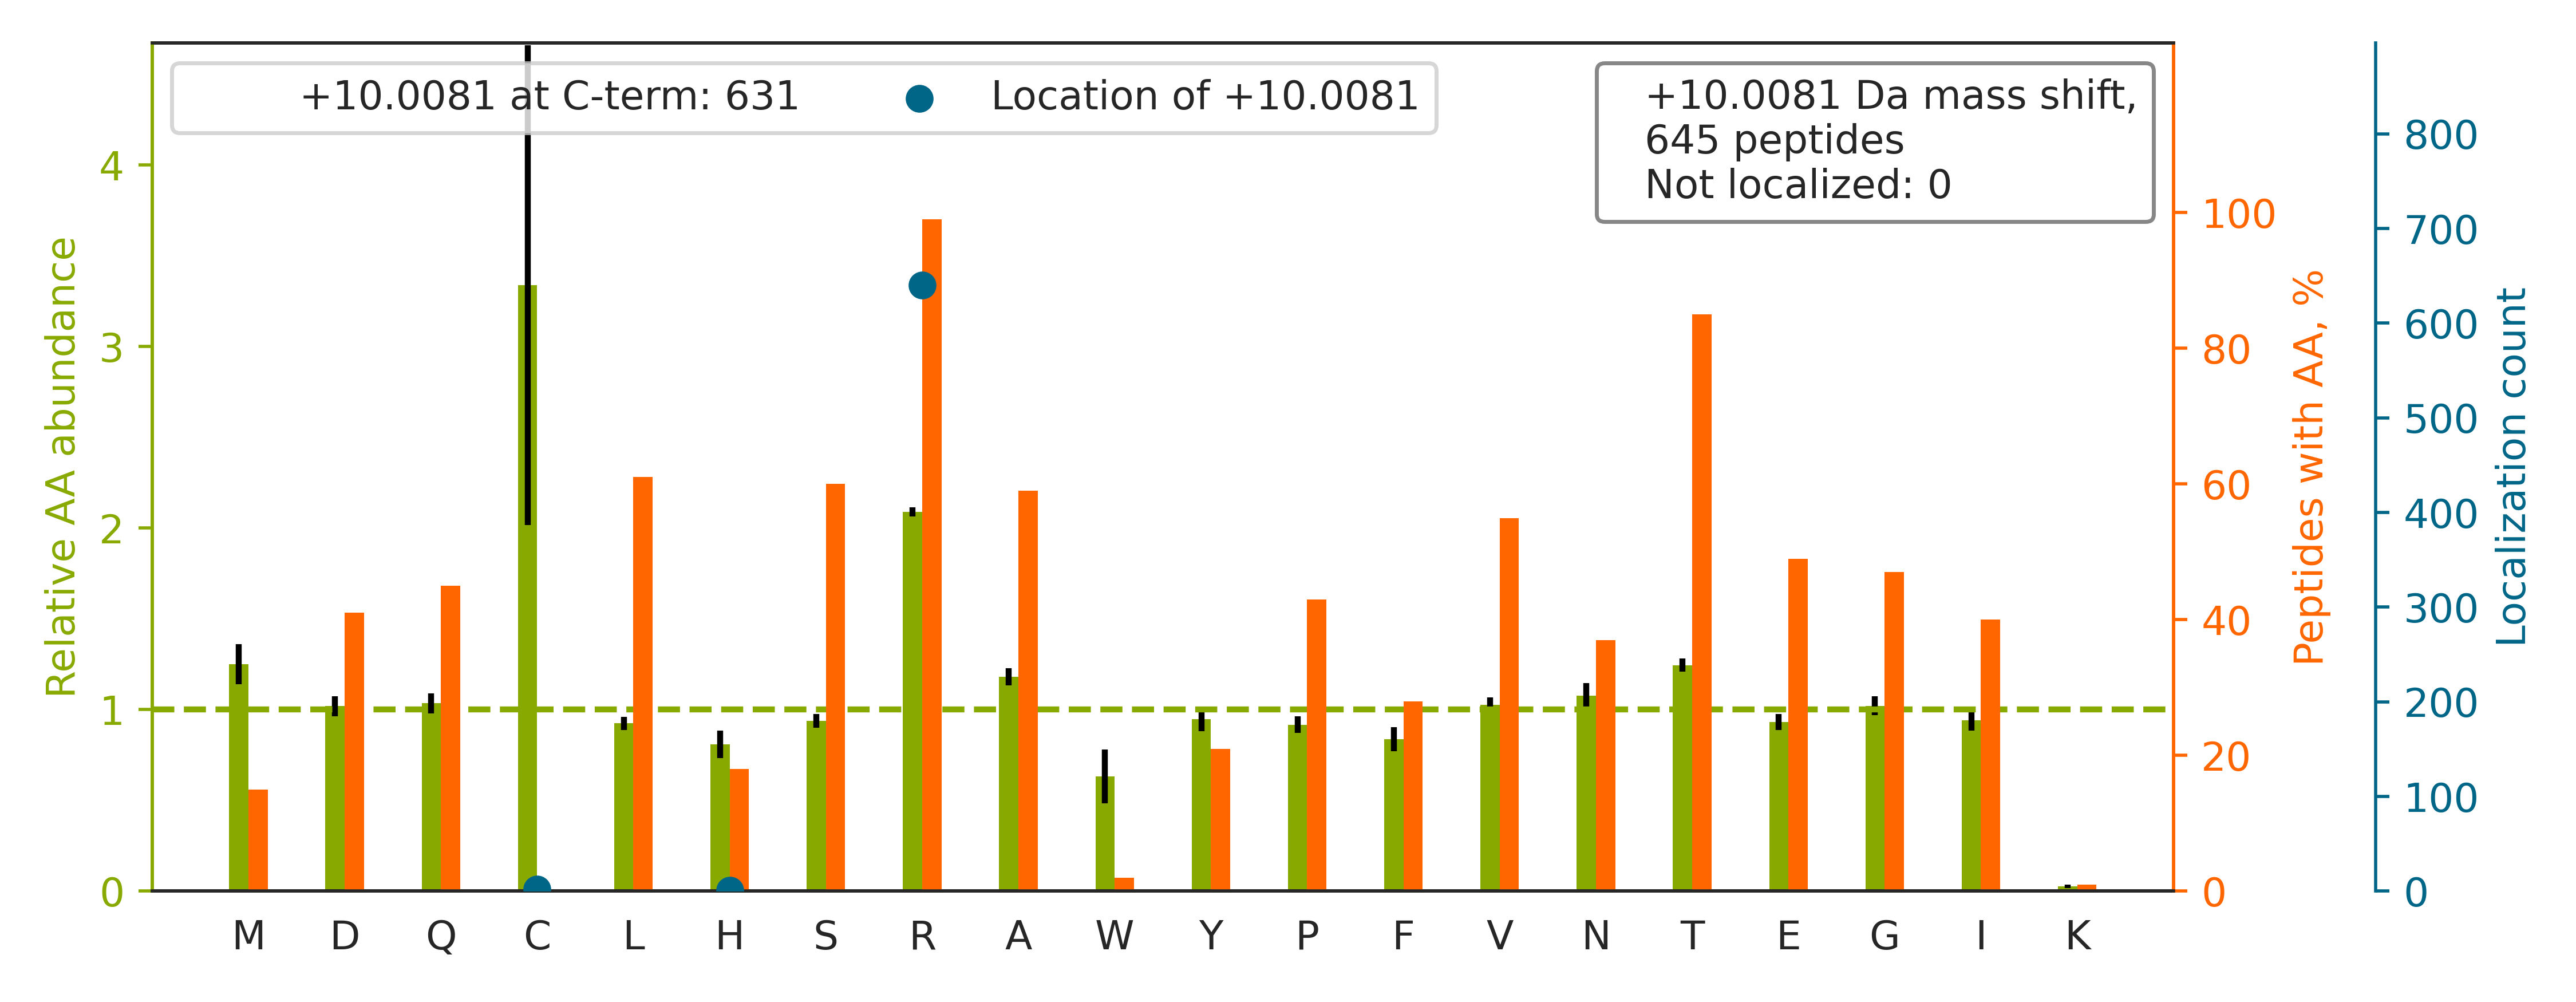 +10.0081 at C-term: 631
Location of +10.0081
+10.0081 Da mass shift,
645 peptides
Not localized: 0
Relative AA abundance
4
3
2
1
0
Peptides with AA, %
100
80
60
40
20
0
Localization count
800
700
600
500
400
300
200
100
0
M D Q C L H S R A W Y P F V N T E G I K